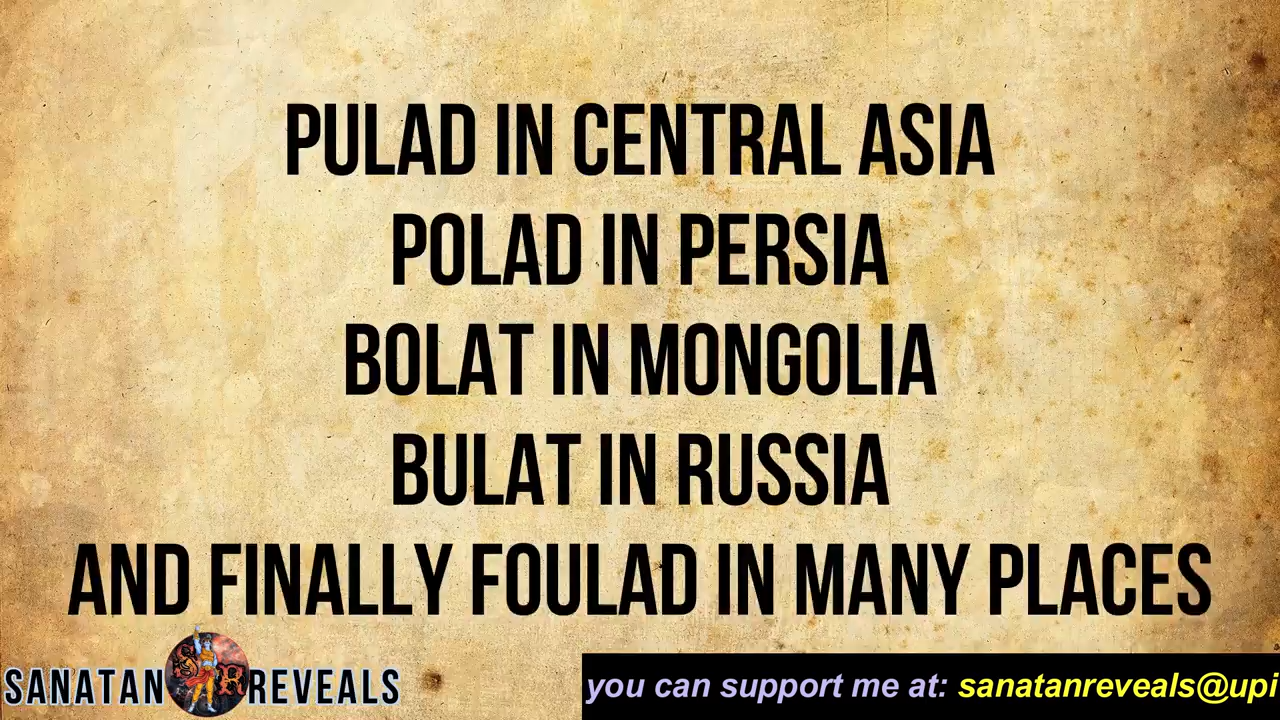 PULAD IN CENTRAL ASIA
POLAD IN PERSIA
BOLAT IN MONGOLIA
BULAT IN RUSSIA
AND FINALLY FOULAD IN MANY PLACES
SANATAN SR REVEALS
you can support me at: sanatanreveals@upi